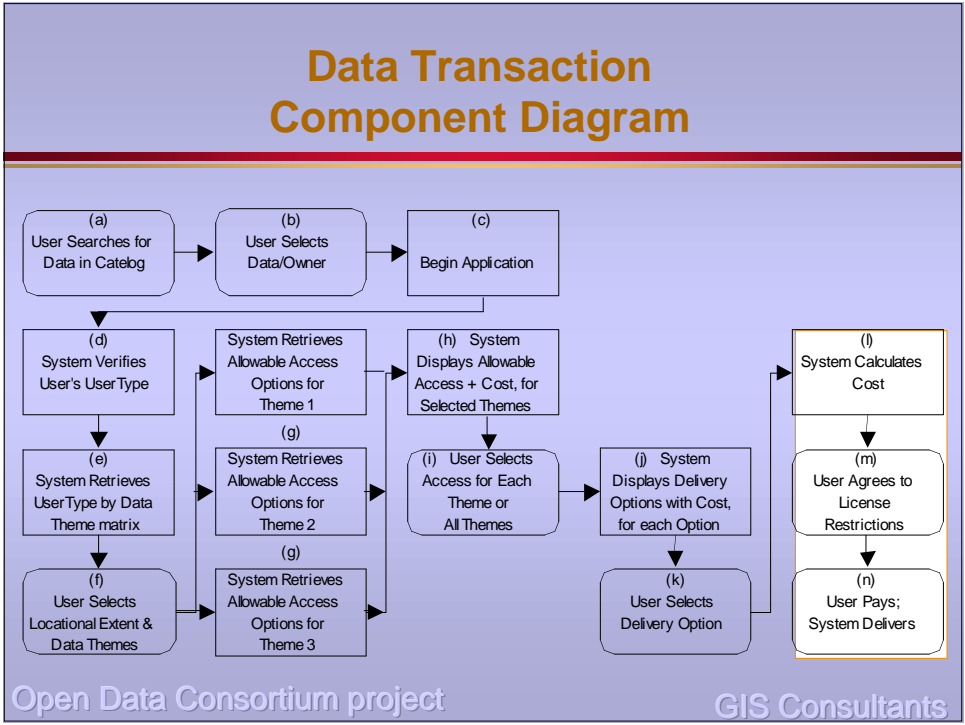 Data Transaction
Component Diagram
(a)
User Searches for
Data in Catelog
(b)
User Selects
Data/Owner
(c)
Begin Application
(d)
System Verifies
User's UserType
(e)
System Retrieves
UserType by Data
Theme matrix
(f)
User Selects
Locational Extent &
Data Themes
System Retrieves
Allowable Access
Options for
Theme 1
(g)
System Retrieves
Allowable Access
Options for
Theme 2
(g)
System Retrieves
Allowable Access
Options for
Theme 3
(h) System
Displays Allowable
Access + Cost, for
Selected Themes
(i) User Selects
Access for Each
Theme or
All Themes
(j) System
Displays Delivery
Options with Cost,
for each Option
(k)
User Selects
Delivery Option
(l)
System Calculates
Cost
(m)
User Agrees to
License
Restrictions
(n)
User Pays;
System Delivers
Open Data Consortium project
GIS Consultants